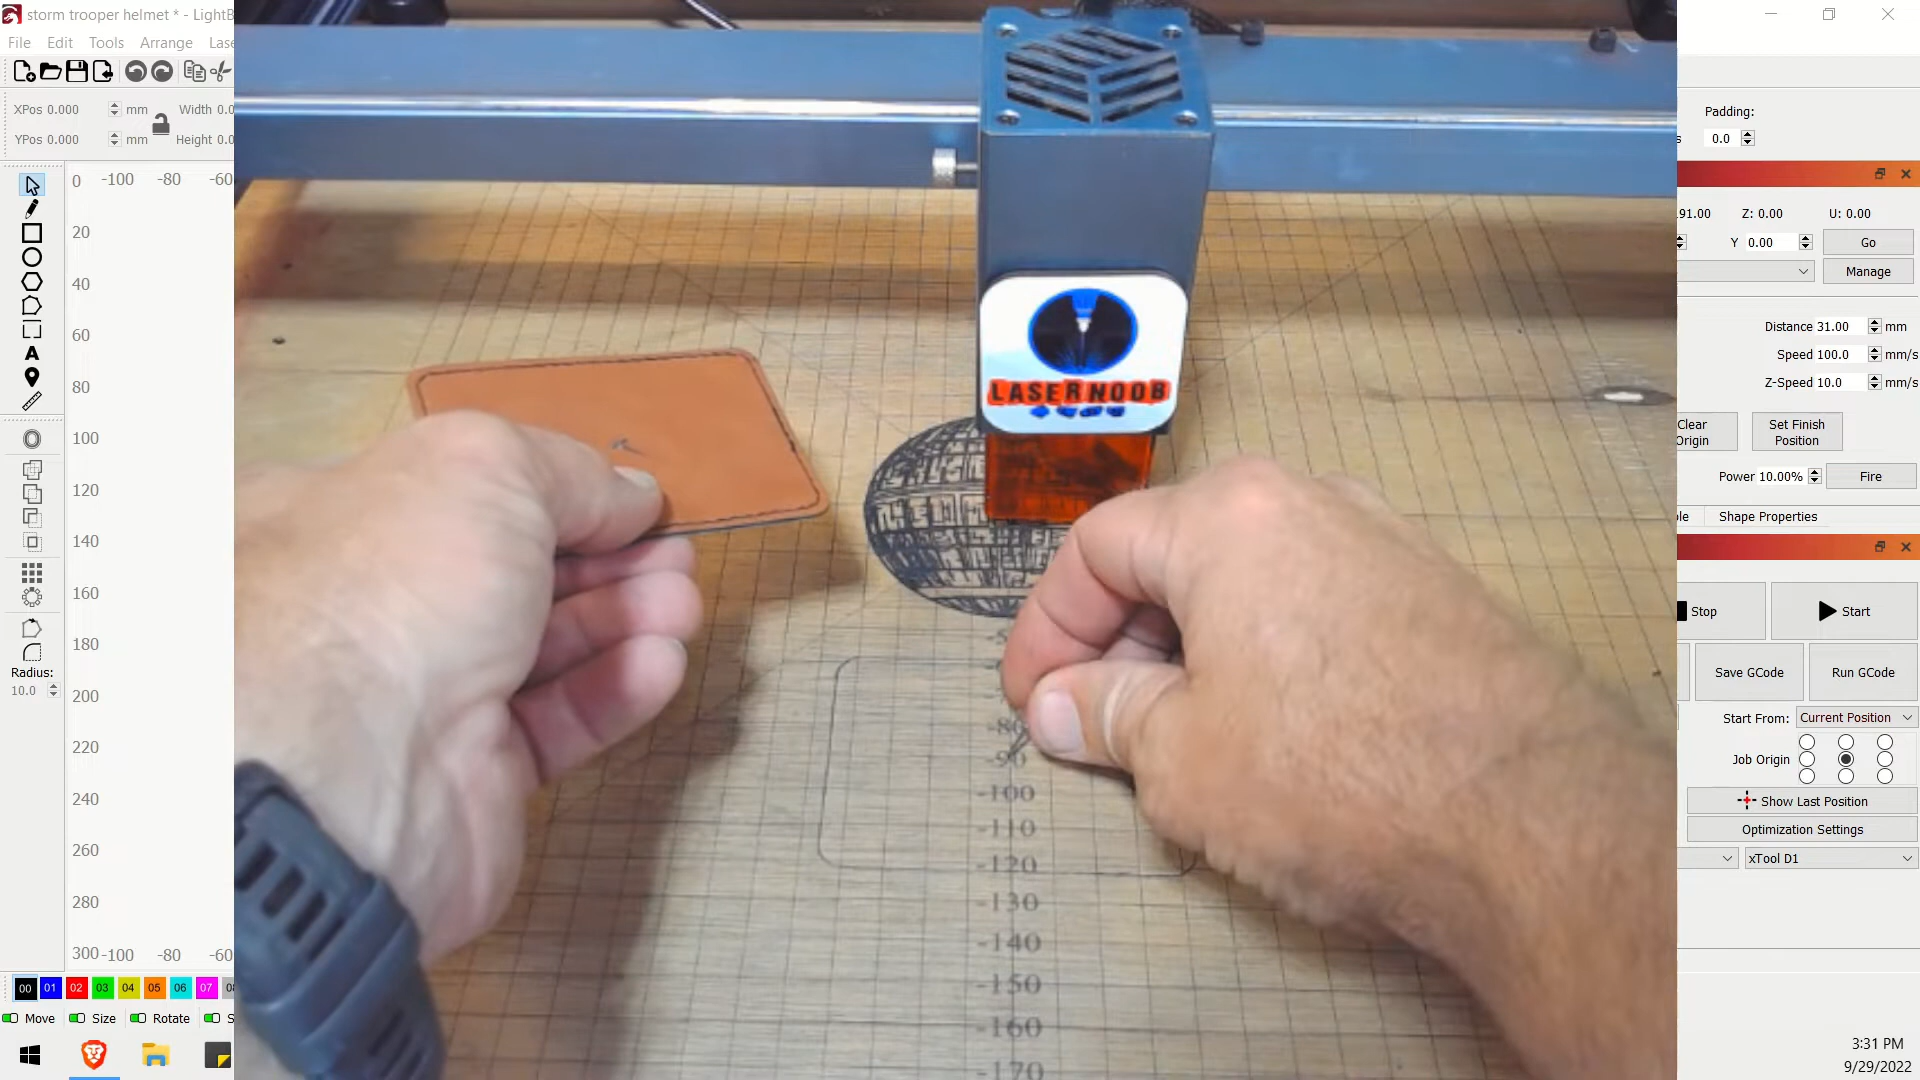 storm trooper helmet * - LightB
File Edit Tools Arrange Las
XPos 0.000 mm Width 0.0
YPos 0.000 mm Height 0.0
0 -100 -80 -60
20
40
60
80
100
120
140
160
180
200
220
240
260
280
300 -100 -80 -60
Radius:
10.0
00 01 02 03 04 05 06 07 08
Move Size Rotate S
LASER NOOB
-80
-90
-100
-110
-120
-130
-140
-150
-160
-170
Padding:
0.0
91.00 Z: 0.00 U: 0.00
Y 0.00 Go
Manage
Distance 31.00 mm
Speed 100.0 mm/s
Z-Speed 10.0 mm/s
Clear
Origin
Set Finish
Position
Power 10.00% Fire
Shape Properties
Stop Start
Save GCode Run GCode
Start From: Current Position
Job Origin
Show Last Position
Optimization Settings
xTool D1
3:31 PM
9/29/2022